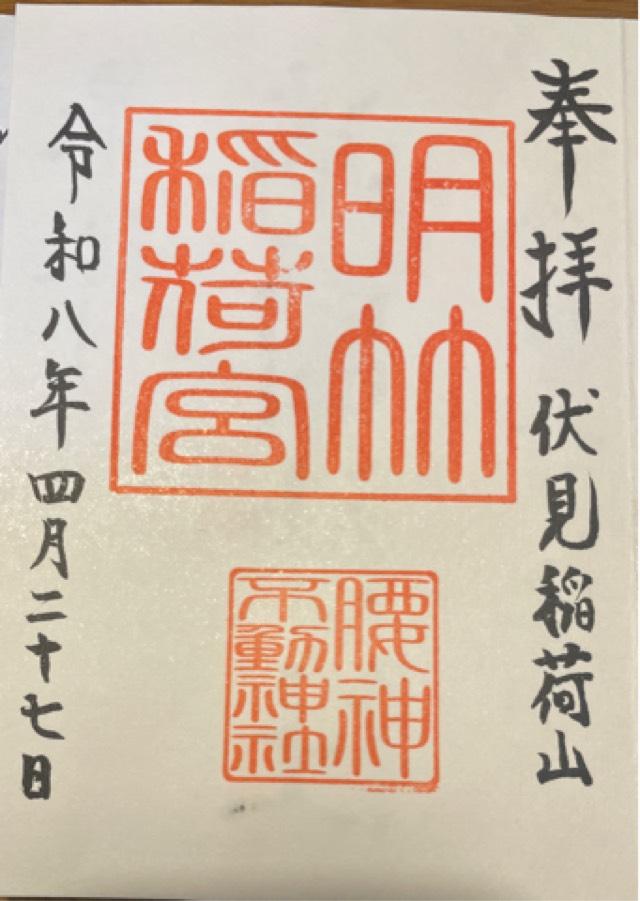 奉拝 伏見稲荷山
明林
稲荷宮
腰神
不動神社
令和八年四月二十七日